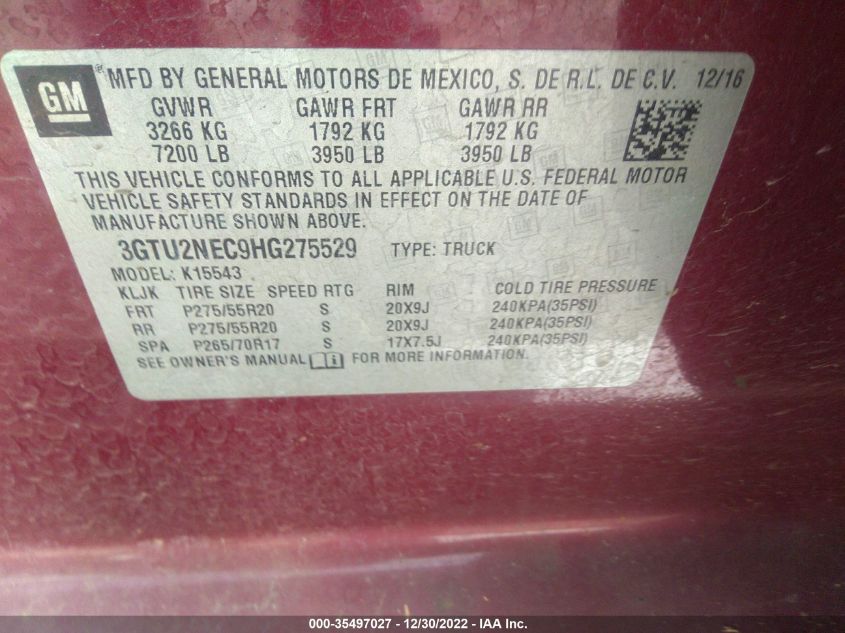 GM
MFD BY GENERAL MOTORS DE MEXICO, S. DE R.L. DE C.V. 12/16
GVWR GAWR FRT GAWR RR
3266 KG 1792 KG 1792 KG
7200 LB 3950 LB 3950 LB
THIS VEHICLE CONFORMS TO ALL APPLICABLE U.S. FEDERAL MOTOR
VEHICLE SAFETY STANDARDS IN EFFECT ON THE DATE OF
MANUFACTURE SHOWN ABOVE.
3GTU2NEC9HG275529 TYPE: TRUCK
MODEL: K15543
KLJK TIRE SIZE SPEED RTG RIM COLD TIRE PRESSURE
FRT P275/55R20 S 20X9J 240KPA(35PSI)
RR P275/55R20 S 20X9J 240KPA(35PSI)
SPA P265/70R17 S 17X7.5J 240KPA(35PSI)
SEE OWNER'S MANUAL FOR MORE INFORMATION.
000-35497027 - 12/30/2022 - IAA Inc.